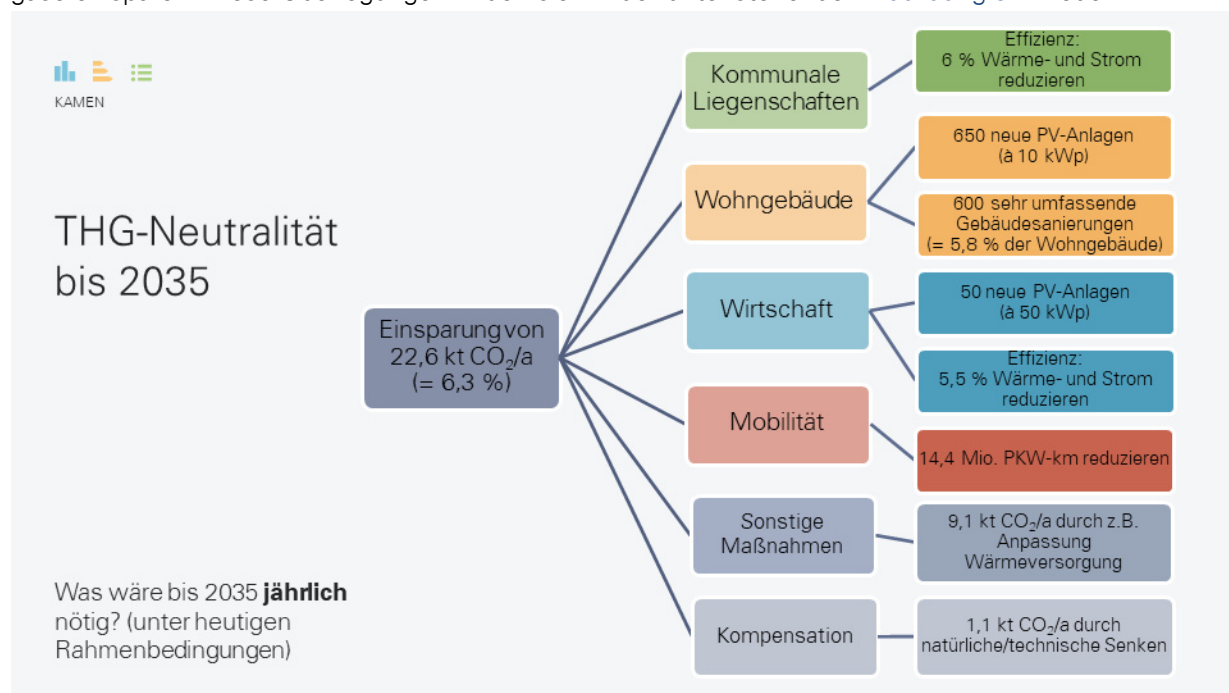 KAMEN
THG-Neutralität
bis 2035
Was wäre bis 2035 jährlich
nötig? (unter heutigen
Rahmenbedingungen)
Einsparung von
22,6 kt CO₂/a
(= 6,3 %)
Kommunale
Liegenschaften
Effizienz:
6 % Wärme- und Strom
reduzieren
Wohngebäude
650 neue PV-Anlagen
(à 10 kWp)
600 sehr umfassende
Gebäudesanierungen
(= 5,8 % der Wohngebäude)
Wirtschaft
50 neue PV-Anlagen
(à 50 kWp)
Effizienz:
5,5 % Wärme- und Strom
reduzieren
Mobilität
14,4 Mio. PKW-km reduzieren
Sonstige
Maßnahmen
9,1 kt CO₂/a durch z.B.
Anpassung
Wärmeversorgung
Kompensation
1,1 kt CO₂/a durch
natürliche/technische Senken